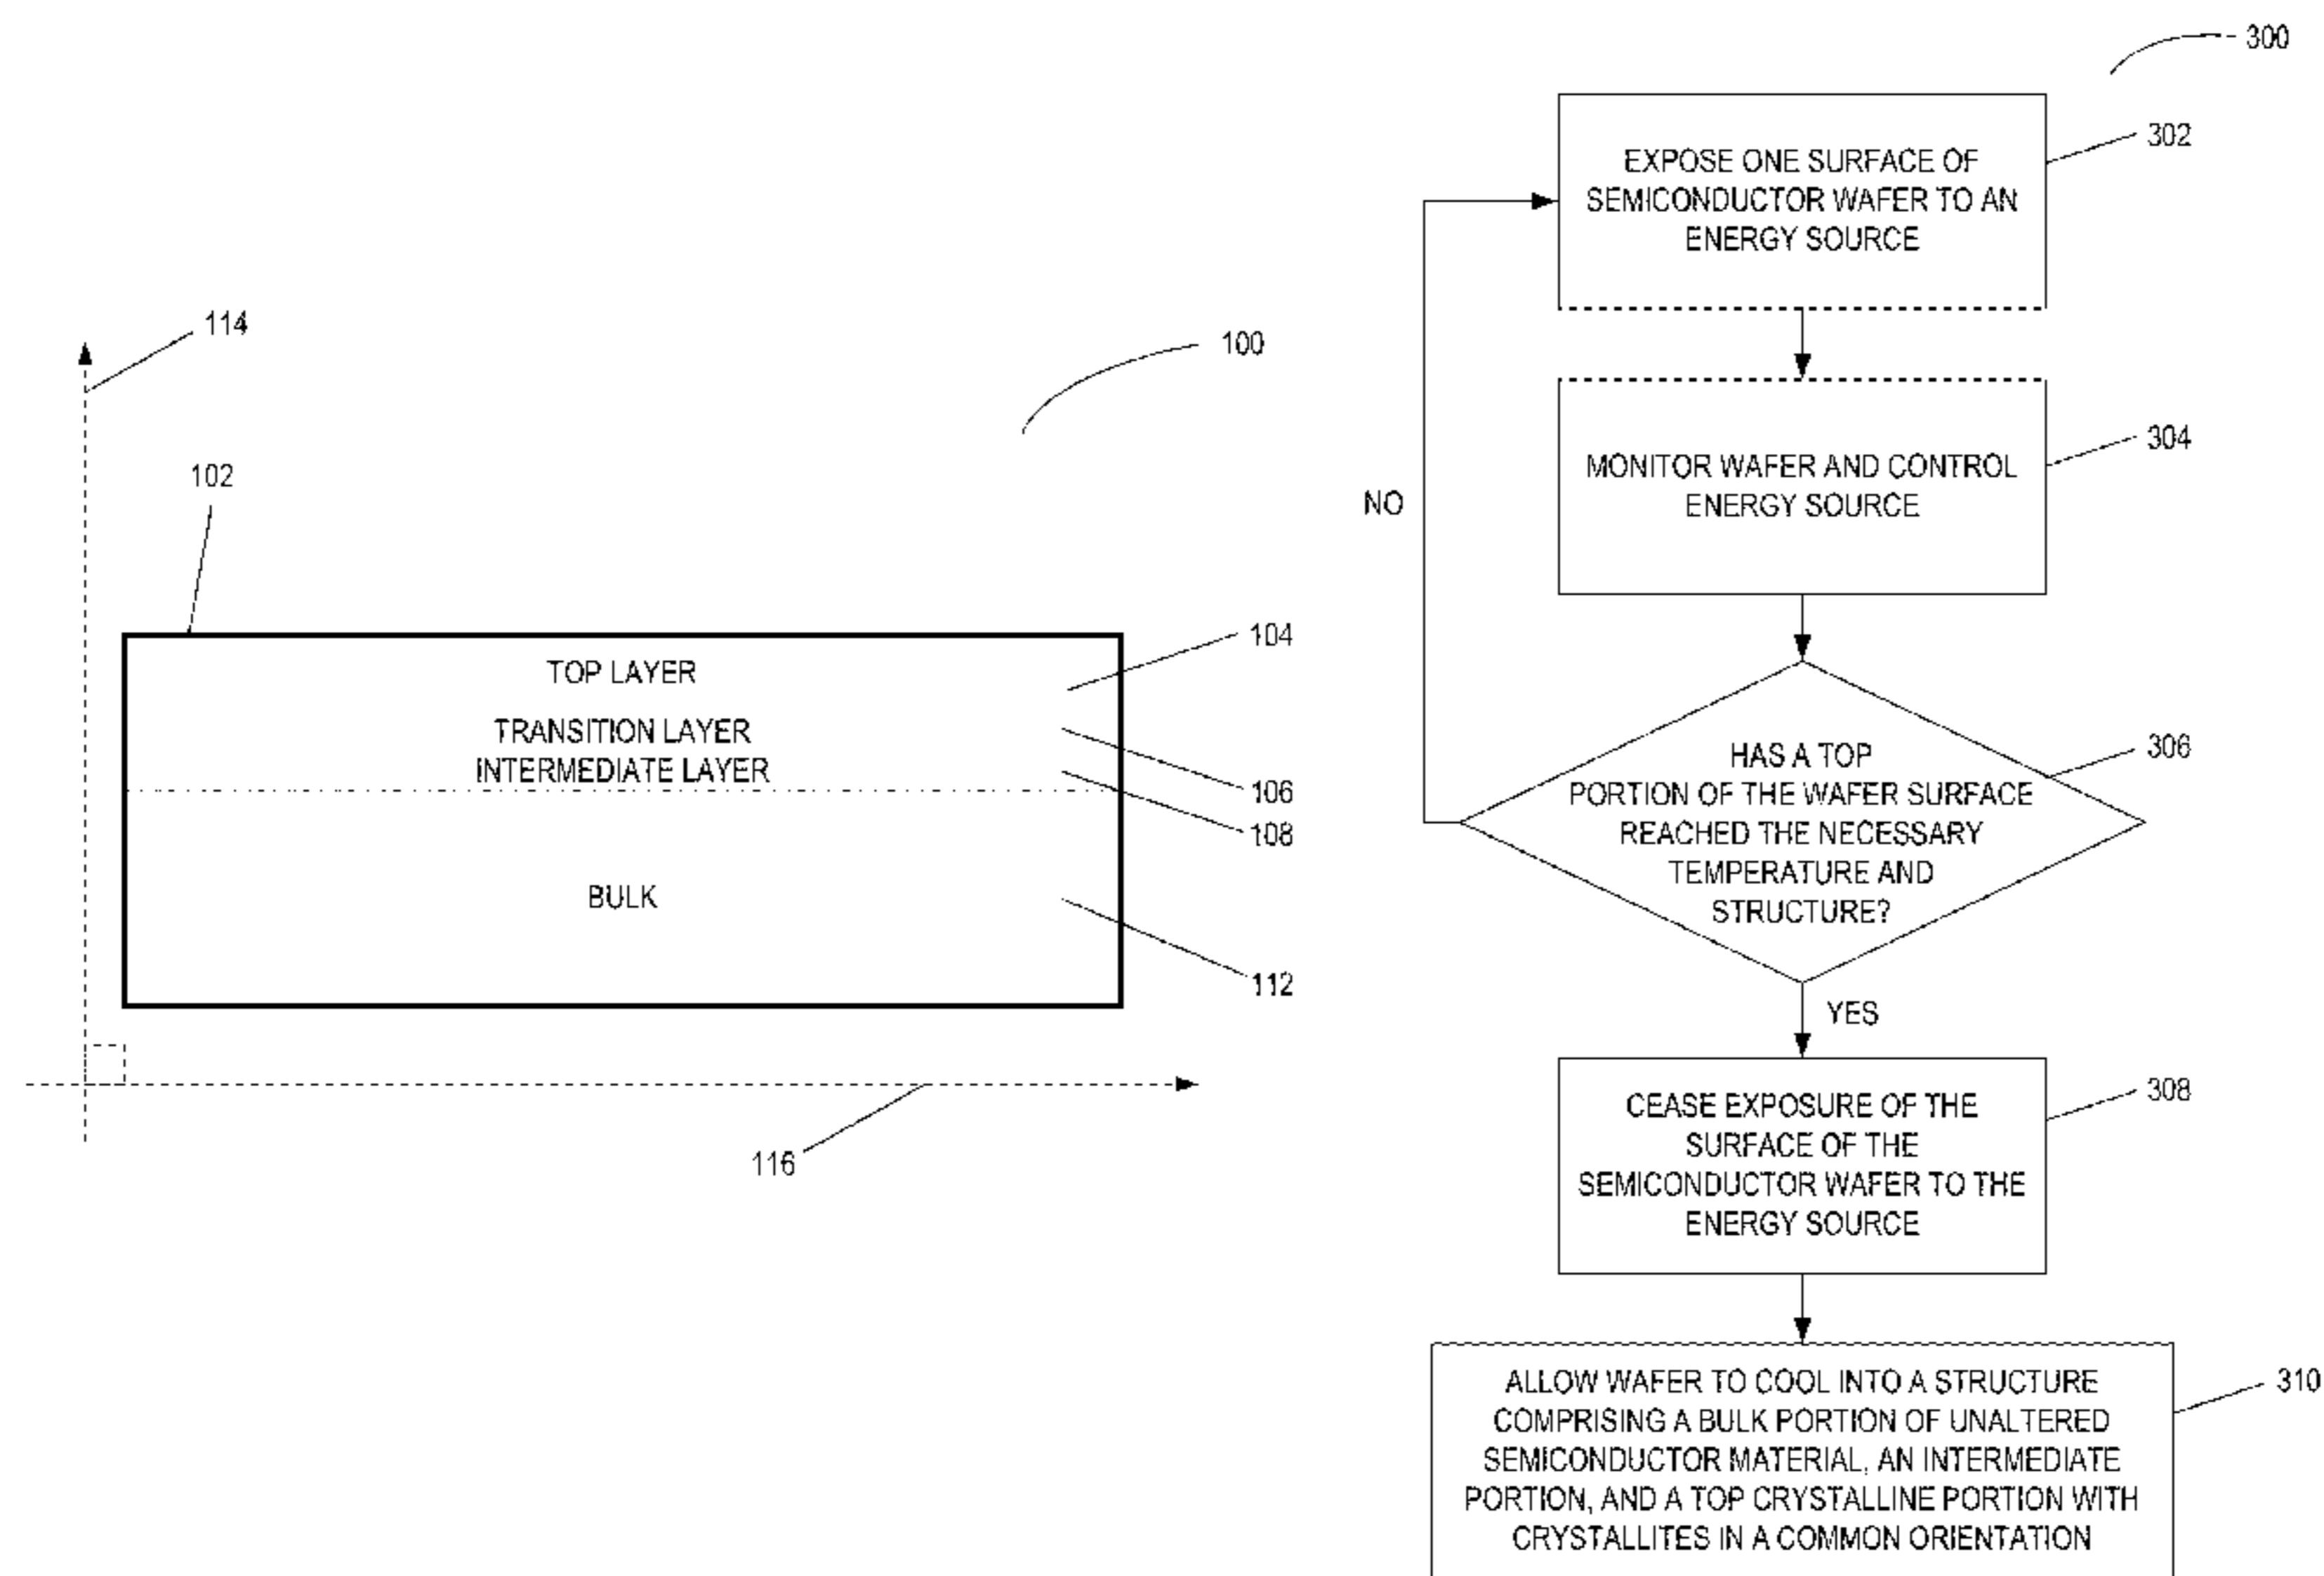 114
100
102
TOP LAYER
104
TRANSITION LAYER
INTERMEDIATE LAYER
106
108
BULK
112
116
300
EXPOSE ONE SURFACE OF
SEMICONDUCTOR WAFER TO AN
ENERGY SOURCE
302
MONITOR WAFER AND CONTROL
ENERGY SOURCE
304
NO
HAS A TOP
PORTION OF THE WAFER SURFACE
REACHED THE NECESSARY
TEMPERATURE AND
STRUCTURE?
306
YES
CEASE EXPOSURE OF THE
SURFACE OF THE
SEMICONDUCTOR WAFER TO THE
ENERGY SOURCE
308
ALLOW WAFER TO COOL INTO A STRUCTURE
COMPRISING A BULK PORTION OF UNALTERED
SEMICONDUCTOR MATERIAL, AN INTERMEDIATE
PORTION, AND A TOP CRYSTALLINE PORTION WITH
CRYSTALLITES IN A COMMON ORIENTATION
310